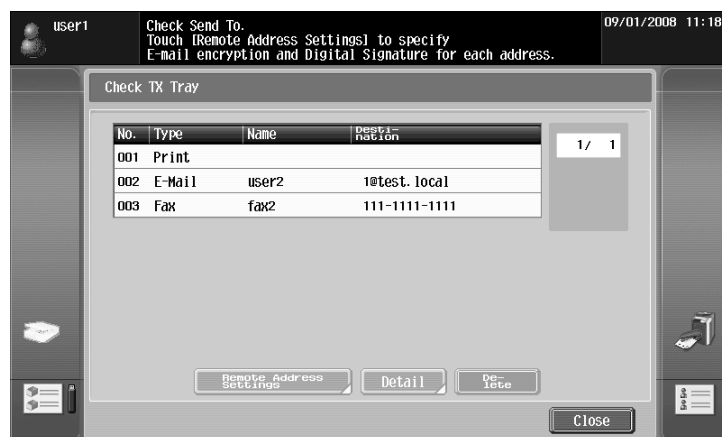 user1
Check Send To.
Touch [Remote Address Settings] to specify
E-mail encryption and Digital Signature for each address.
09/01/2008 11:18
Check TX Tray
No. Type Name Desti-
nation
1/ 1
001 Print
002 E-Mail user2 1@test.local
003 Fax fax2 111-1111-1111
Remote Address
Settings
Detail
De-
lete
Close